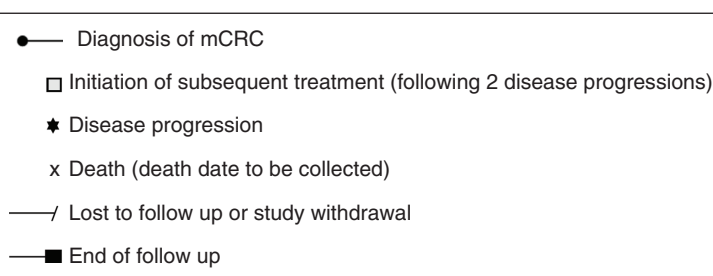 Diagnosis of mCRC
Initiation of subsequent treatment (following 2 disease progressions)
Disease progression
x Death (death date to be collected)
Lost to follow up or study withdrawal
End of follow up